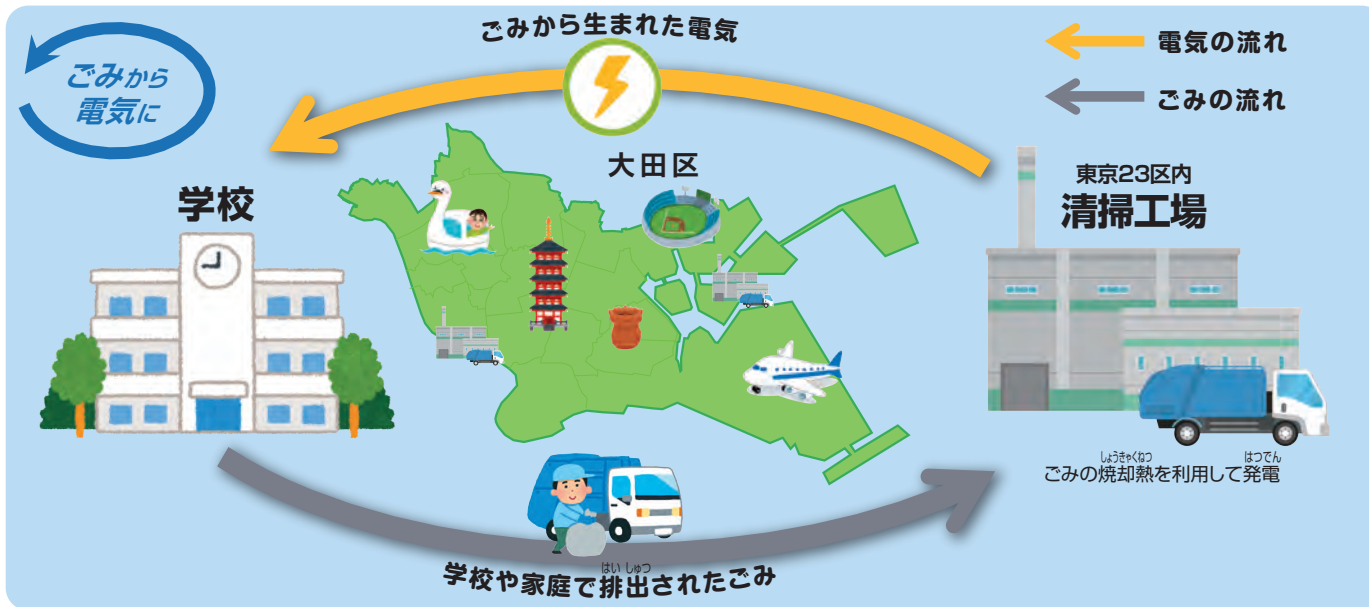 ごみから
電気に
ごみから生まれた電気
電気の流れ
ごみの流れ
大田区
学校
東京23区内
清掃工場
しょうきゃくねつ
はつでん
ごみの焼却熱を利用して発電
はいしゅつ
学校や家庭で排出されたごみ